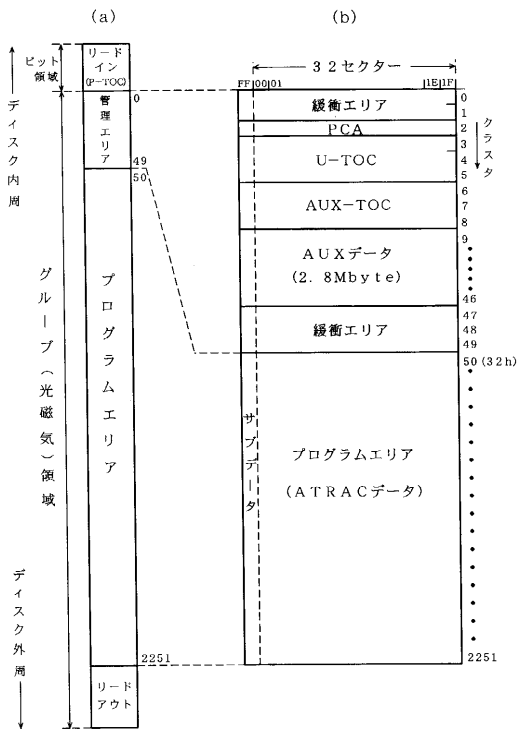 (a)
(b)
リード
イン
(P-TOC)
ピット
領域
ディスク内周
グルーブ(光磁気)領域
ディスク外周
管理エリア
0
49
50
プログラムエリア
2251
リード
アウト
32セクター
FF 00 01
1E 1F
緩衝エリア
0
1
PCA
2
U-TOC
3
4
5
クラスタ
AUX-TOC
6
7
8
AUXデータ
(2.8Mbyte)
9
46
緩衝エリア
47
48
49
50 (32h)
サブデータ
プログラムエリア
(ATRACデータ)
2251